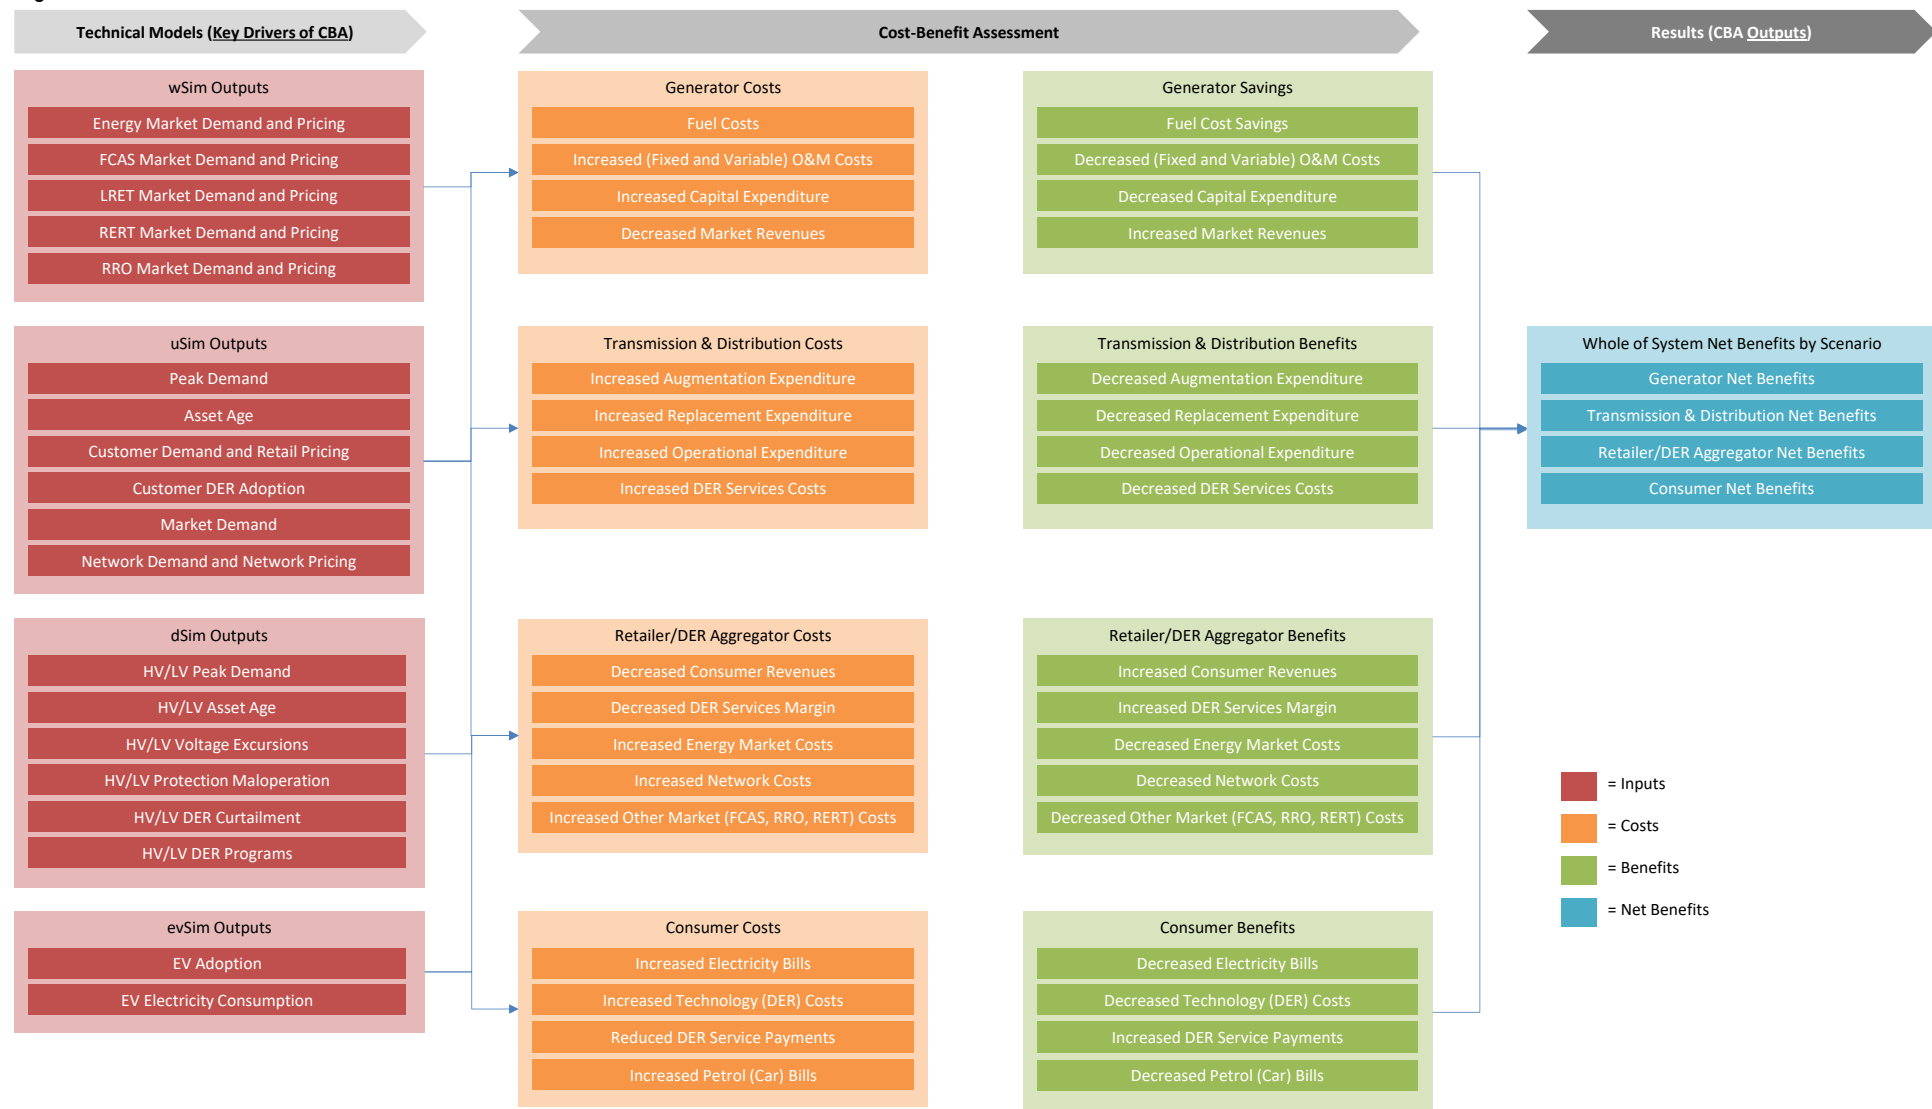 Technical Models (Key Drivers of CBA)
Cost-Benefit Assessment
Results (CBA Outputs)
wSim Outputs
Energy Market Demand and Pricing
FCAS Market Demand and Pricing
LRET Market Demand and Pricing
RERT Market Demand and Pricing
RRO Market Demand and Pricing
uSim Outputs
Peak Demand
Asset Age
Customer Demand and Retail Pricing
Customer DER Adoption
Market Demand
Network Demand and Network Pricing
dSim Outputs
HV/LV Peak Demand
HV/LV Asset Age
HV/LV Voltage Excursions
HV/LV Protection Maloperation
HV/LV DER Curtailment
HV/LV DER Programs
evSim Outputs
EV Adoption
EV Electricity Consumption
Generator Costs
Fuel Costs
Increased (Fixed and Variable) O&M Costs
Increased Capital Expenditure
Decreased Market Revenues
Transmission & Distribution Costs
Increased Augmentation Expenditure
Increased Replacement Expenditure
Increased Operational Expenditure
Increased DER Services Costs
Retailer/DER Aggregator Costs
Decreased Consumer Revenues
Decreased DER Services Margin
Increased Energy Market Costs
Increased Network Costs
Increased Other Market (FCAS, RRO, RERT) Costs
Consumer Costs
Increased Electricity Bills
Increased Technology (DER) Costs
Reduced DER Service Payments
Increased Petrol (Car) Bills
Generator Savings
Fuel Cost Savings
Decreased (Fixed and Variable) O&M Costs
Decreased Capital Expenditure
Increased Market Revenues
Transmission & Distribution Benefits
Decreased Augmentation Expenditure
Decreased Replacement Expenditure
Decreased Operational Expenditure
Decreased DER Services Costs
Retailer/DER Aggregator Benefits
Increased Consumer Revenues
Increased DER Services Margin
Decreased Energy Market Costs
Decreased Network Costs
Decreased Other Market (FCAS, RRO, RERT) Costs
Consumer Benefits
Decreased Electricity Bills
Decreased Technology (DER) Costs
Increased DER Service Payments
Decreased Petrol (Car) Bills
Whole of System Net Benefits by Scenario
Generator Net Benefits
Transmission & Distribution Net Benefits
Retailer/DER Aggregator Net Benefits
Consumer Net Benefits
= Inputs
= Costs
= Benefits
= Net Benefits